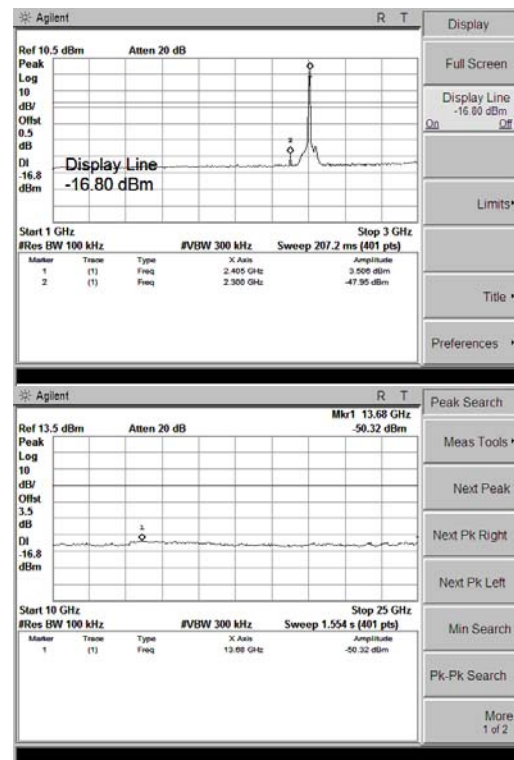 Agilent R T
Display
Ref 10.5 dBm Atten 20 dB
Peak
Log
10
dB/
Offst
0.5
dB
DI
-16.8
dBm
Display Line
-16.80 dBm
Start 1 GHz Stop 3 GHz
#Res BW 100 kHz #VBW 300 kHz Sweep 207.2 ms (401 pts)
Marker Trace Type X Axis Amplitude
1 (1) Freq 2.405 GHz 3.506 dBm
2 (1) Freq GHz -47.95 dBm
Full Screen
Display Line
-16.80 dBm
On Off
Limits
Title
Preferences
Agilent R T
Peak Search
Mkr1 13.68 GHz
Ref 13.5 dBm Atten 20 dB -50.32 dBm
Peak
Log
10
dB/
Offst
3.5
dB
DI
-16.8
dBm
1
Start 10 GHz Stop 25 GHz
#Res BW 100 kHz #VBW 300 kHz Sweep 1.554 s (401 pts)
Marker Trace Type X Axis Amplitude
1 (1) Freq 13.68 GHz -50.32 dBm
Meas Tools
Next Peak
Next Pk Right
Next Pk Left
Min Search
Pk-Pk Search
More
1 of 2